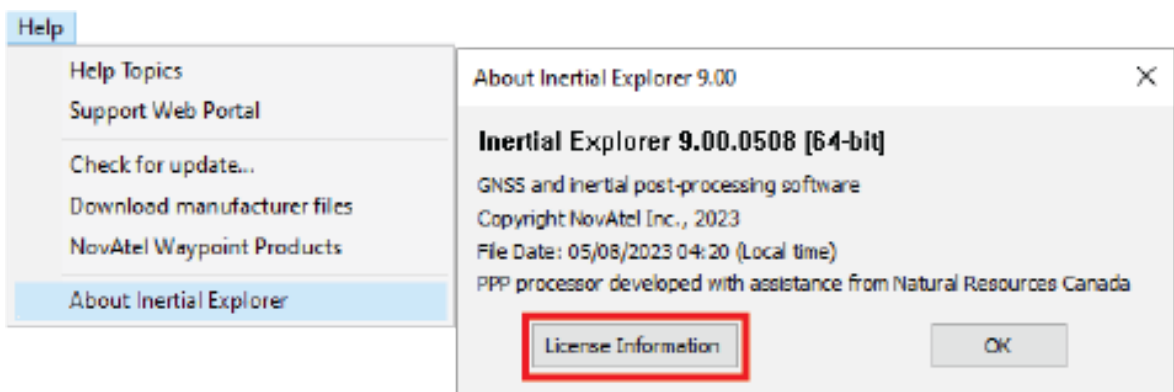 Help
Help Topics
Support Web Portal
Check for update...
Download manufacturer files
NovAtel Waypoint Products
About Inertial Explorer
About Inertial Explorer 9.00
Inertial Explorer 9.00.0508 [64-bit]
GNSS and inertial post-processing software
Copyright NovAtel Inc., 2023
File Date: 05/08/2023 04:20 (Local time)
PPP processor developed with assistance from Natural Resources Canada
License Information
OK